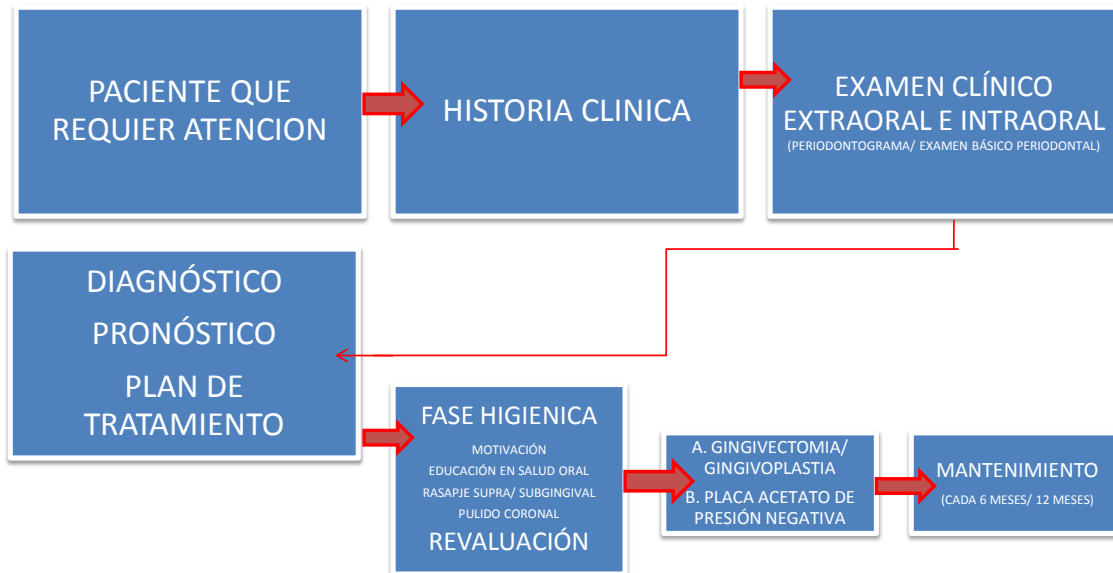 PACIENTE QUE
REQUIER ATENCION
HISTORIA CLINICA
EXAMEN CLÍNICO
EXTRAORAL E INTRAORAL
(PERIODONTOGRAMA/ EXAMEN BÁSICO PERIODONTAL)
DIAGNÓSTICO
PRONÓSTICO
PLAN DE
TRATAMIENTO
FASE HIGIENICA
MOTIVACIÓN
EDUCACIÓN EN SALUD ORAL
RASAPJE SUPRA/ SUBGINGIVAL
PULIDO CORONAL
REVALUACIÓN
A. GINGIVECTOMIA/
GINGIVOPLASTIA
B. PLACA ACETATO DE
PRESIÓN NEGATIVA
MANTENIMIENTO
(CADA 6 MESES/ 12 MESES)